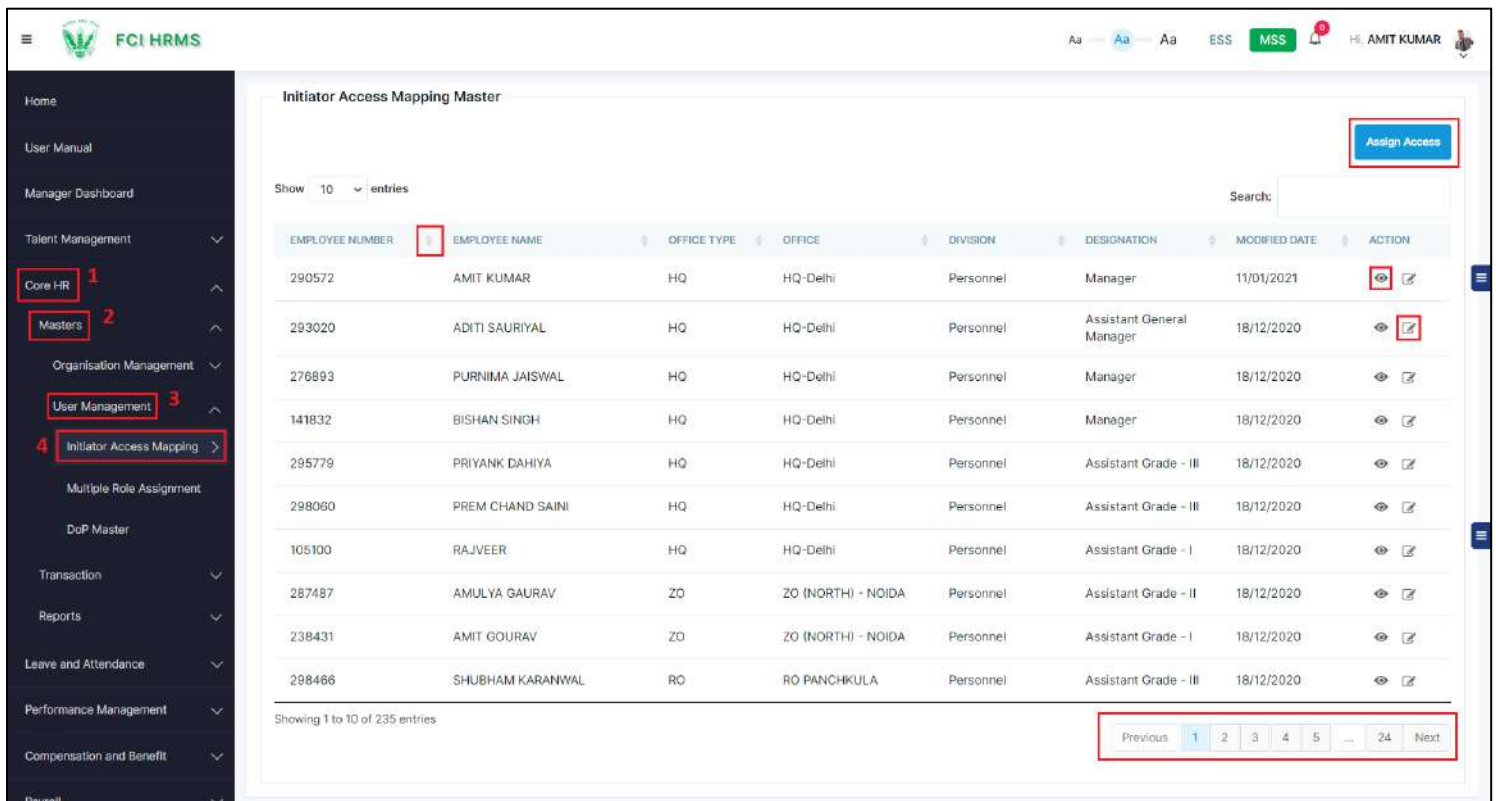 FCI HRMS
Aa Aa Aa ESS MSS 0 Hi, AMIT KUMAR
Home
User Manual
Manager Dashboard
Talent Management
Core HR 1
Masters 2
Organisation Management
User Management 3
4 Initiator Access Mapping
Multiple Role Assignment
DoP Master
Transaction
Reports
Leave and Attendance
Performance Management
Compensation and Benefit
Payroll
Initiator Access Mapping Master
Assign Access
Show 10 entries
Search:
EMPLOYEE NUMBER EMPLOYEE NAME OFFICE TYPE OFFICE DIVISION DESIGNATION MODIFIED DATE ACTION
290572 AMIT KUMAR HQ HQ-Delhi Personnel Manager 11/01/2021
293020 ADITI SAURIYAL HQ HQ-Delhi Personnel Assistant General Manager 18/12/2020
276893 PURNIMA JAISWAL HQ HQ-Delhi Personnel Manager 18/12/2020
141832 BISHAN SINGH HQ HQ-Delhi Personnel Manager 18/12/2020
295779 PRIYANK DAHIYA HQ HQ-Delhi Personnel Assistant Grade - III 18/12/2020
298060 PREM CHAND SAINI HQ HQ-Delhi Personnel Assistant Grade - III 18/12/2020
105100 RAJVEER HQ HQ-Delhi Personnel Assistant Grade - I 18/12/2020
287487 AMULYA GAURAV ZO ZO (NORTH) - NOIDA Personnel Assistant Grade - II 18/12/2020
238431 AMIT GOURAV ZO ZO (NORTH) - NOIDA Personnel Assistant Grade - I 18/12/2020
298466 SHUBHAM KARANWAL RO RO PANCHKULA Personnel Assistant Grade - III 18/12/2020
Showing 1 to 10 of 235 entries
Previous 1 2 3 4 5 ... 24 Next